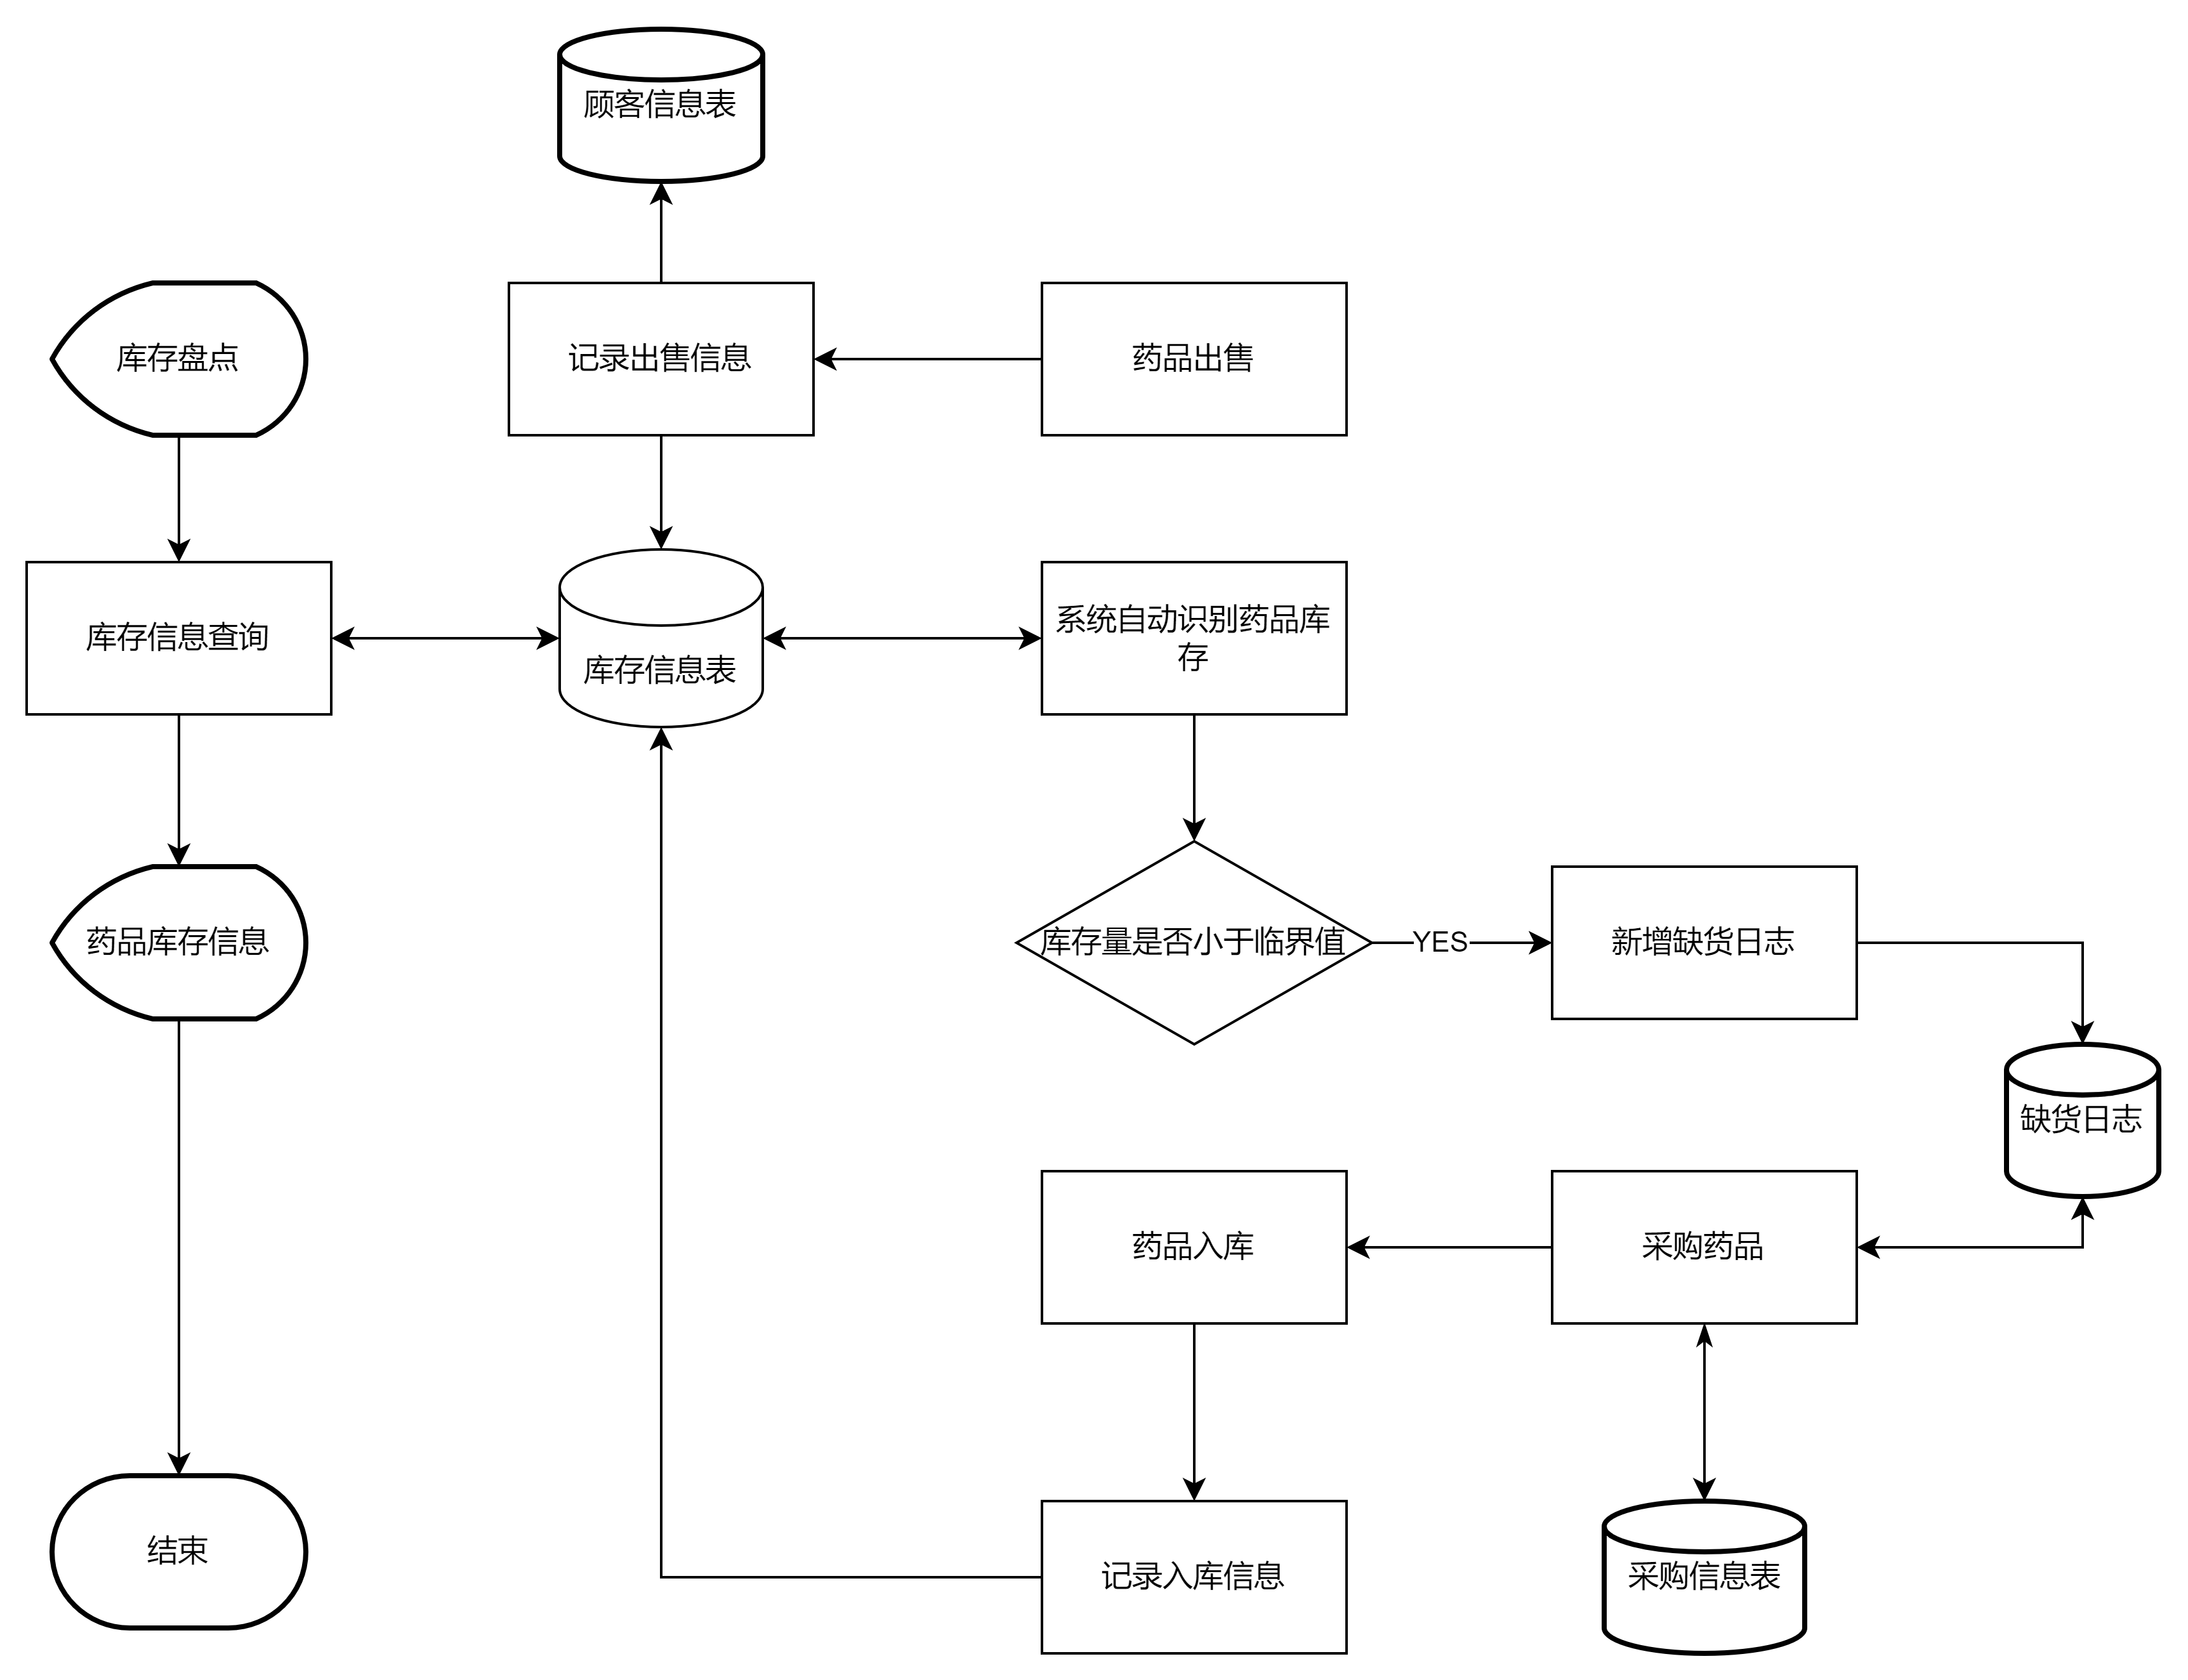 顾客信息表
库存盘点
记录出售信息
药品出售
库存信息查询
库存信息表
系统自动识别药品库
存
药品库存信息
库存量是否小于临界值
YES
新增缺货日志
缺货日志
药品入库
采购药品
结束
记录入库信息
采购信息表